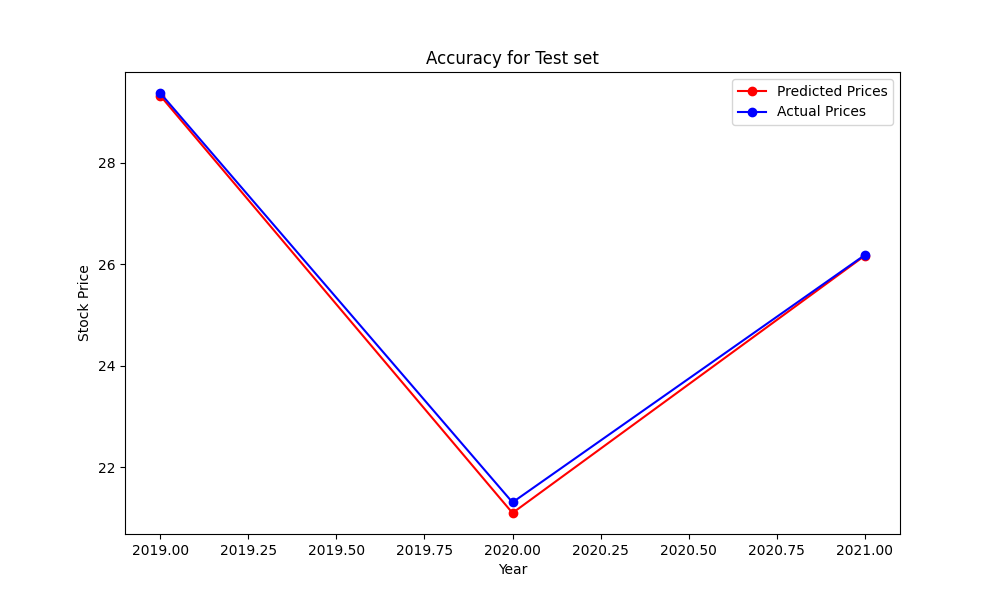 Accuracy for Test set
Predicted Prices
Actual Prices
Stock Price
28
26
24
22
2019.00 2019.25 2019.50 2019.75 2020.00 2020.25 2020.50 2020.75 2021.00
Year